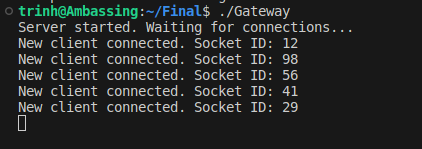 trinh@Ambassing:~/Final$ ./Gateway
Server started. Waiting for connections...
New client connected. Socket ID: 12
New client connected. Socket ID: 98
New client connected. Socket ID: 56
New client connected. Socket ID: 41
New client connected. Socket ID: 29